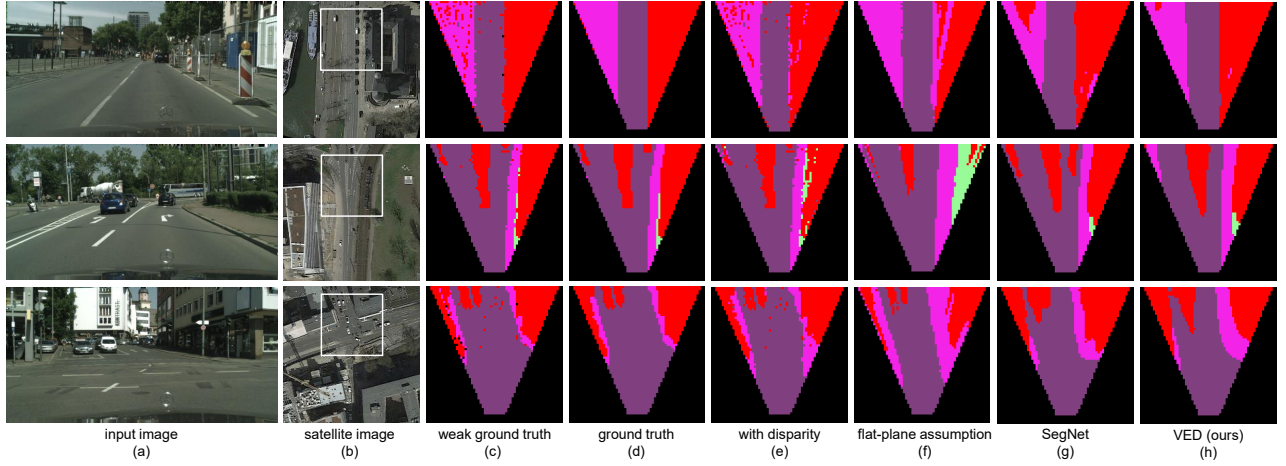 input image
(a)
satellite image
(b)
weak ground truth
(c)
ground truth
(d)
with disparity
(e)
flat-plane assumption
(f)
SegNet
(g)
VED (ours)
(h)